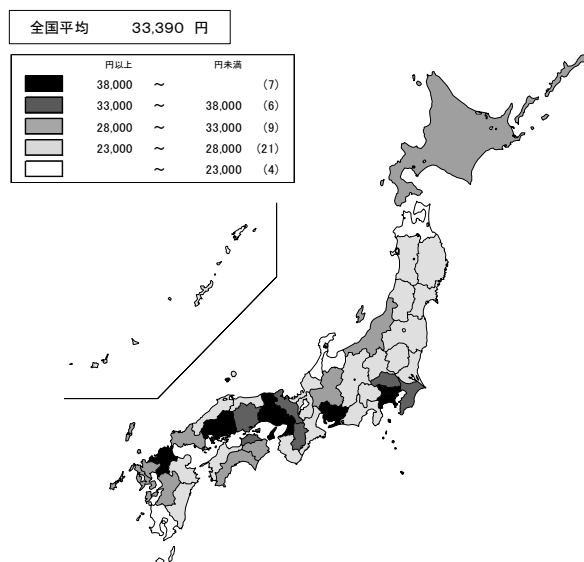 全国平均 33,390 円
円以上 円未満
38,000 ～ (7)
33,000 ～ 38,000 (6)
28,000 ～ 33,000 (9)
23,000 ～ 28,000 (21)
～ 23,000 (4)